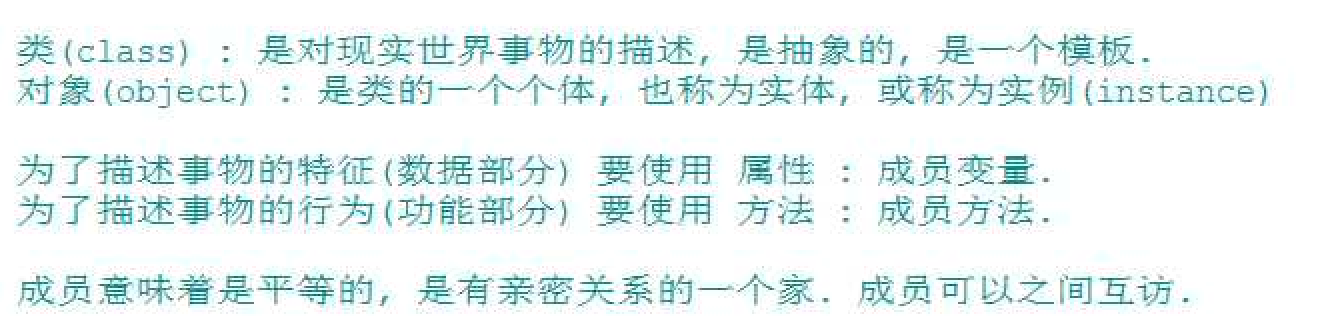 类(class) : 是对现实世界事物的描述, 是抽象的, 是一个模板.
对象(object) : 是类的一个个体, 也称为实体, 或称为实例(instance)
为了描述事物的特征(数据部分) 要使用 属性 : 成员变量.
为了描述事物的行为(功能部分) 要使用 方法 : 成员方法.
成员意味着是平等的, 是有亲密关系的一个家. 成员可以之间互访.